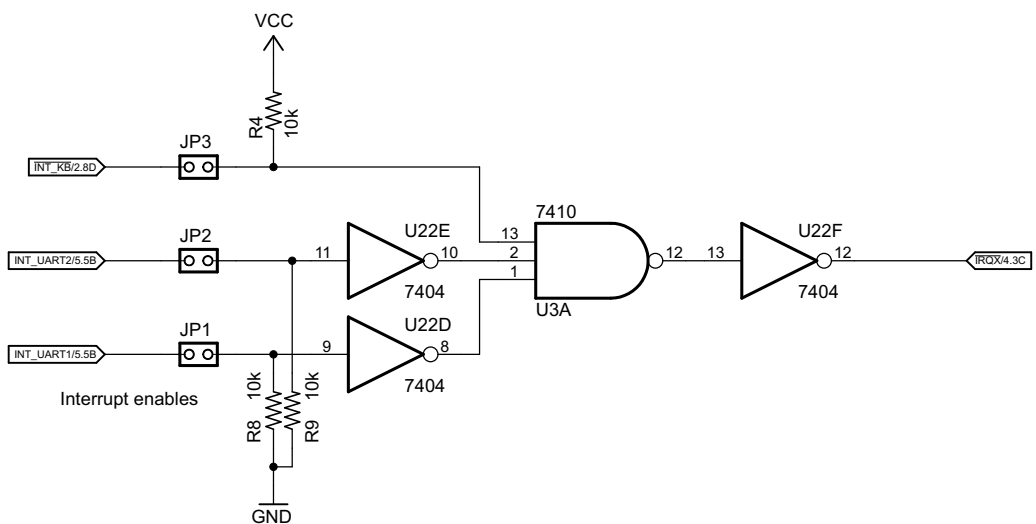 VCC
R4
10k
JP3
INT_KB/2.8D
7410
U22E
U22F
JP2
13
INT_UART2/5.5B
11
10
2
12
13
12
IRQX/4.3C
1
7404
U3A
7404
U22D
JP1
INT_UART1/5.5B
9
8
7404
Interrupt enables
10k
10k
R8
R9
GND